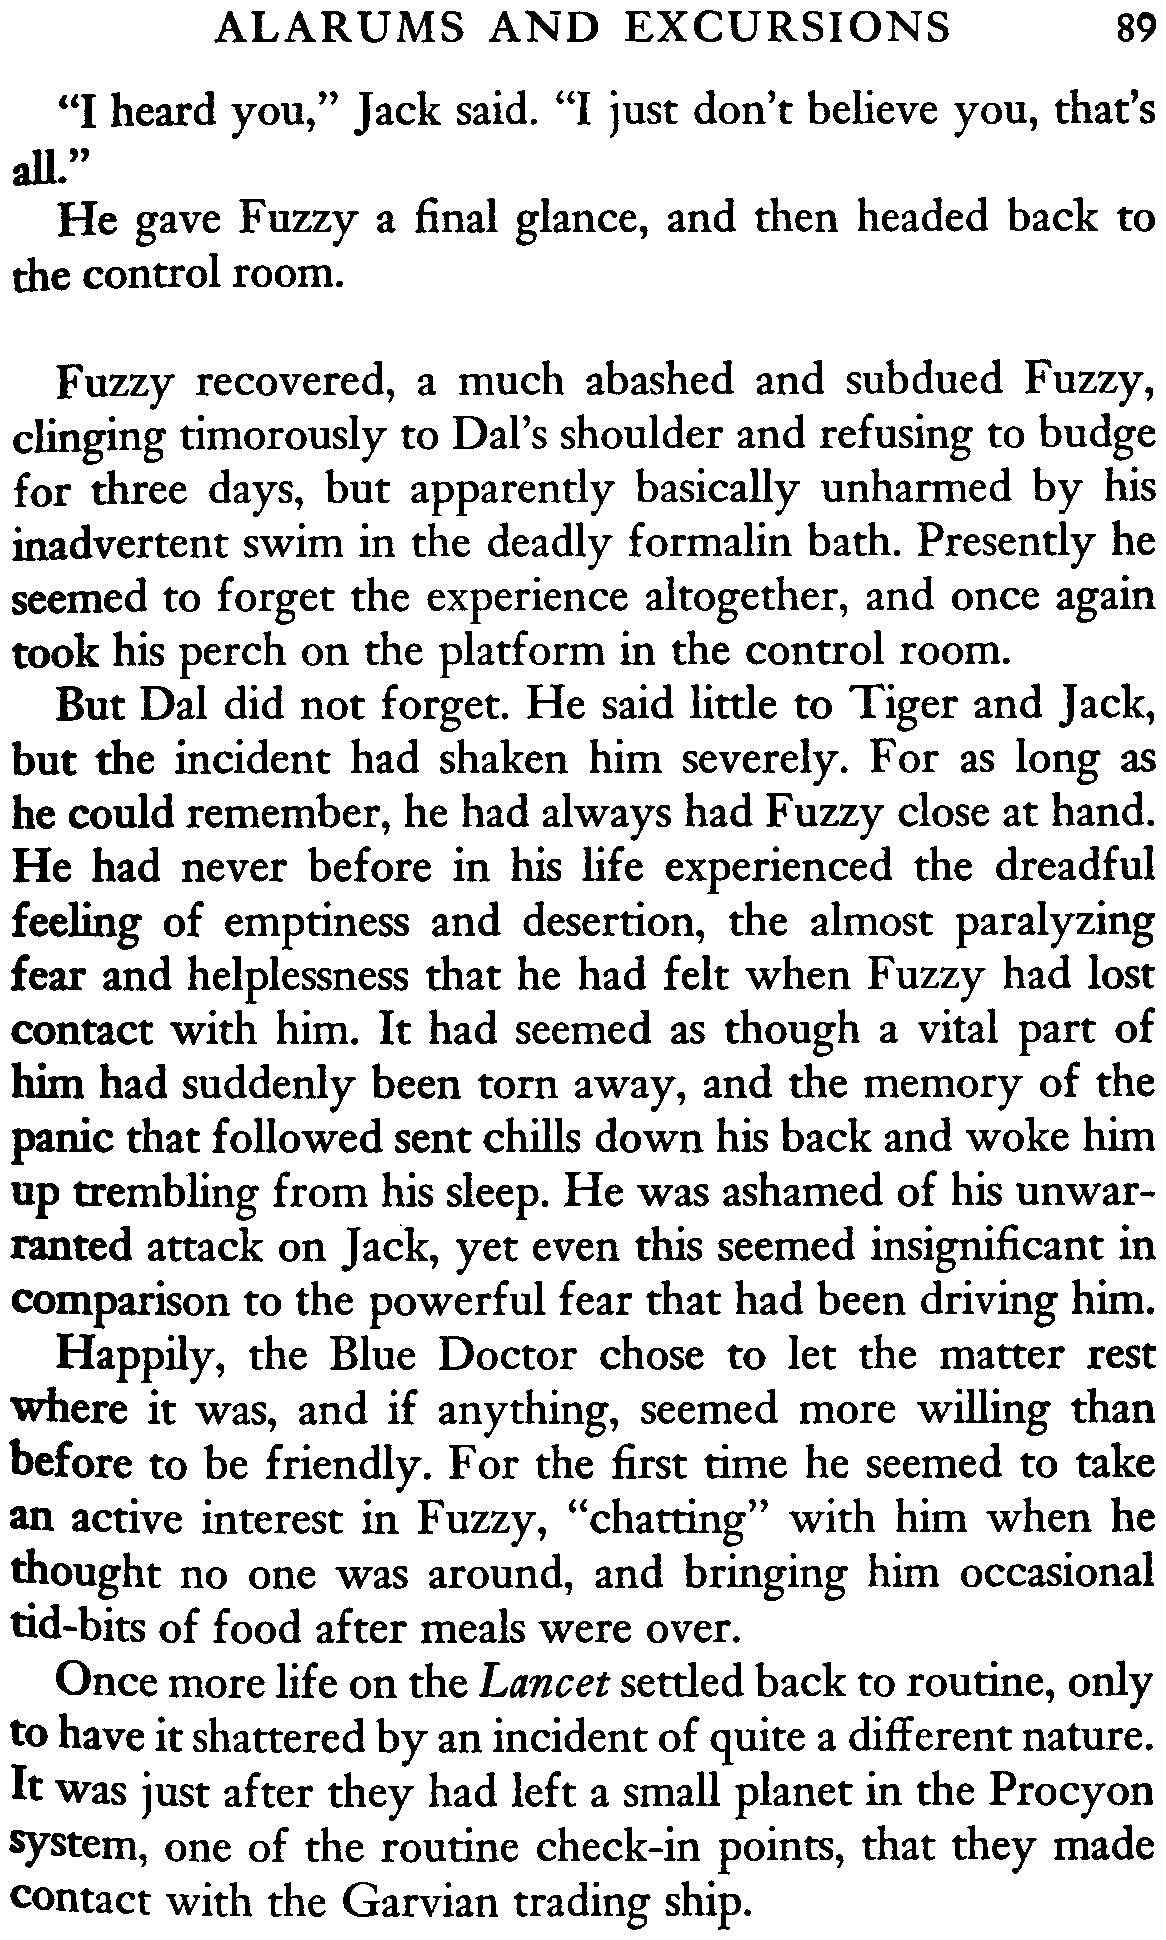 ALARUMS AND EXCURSIONS 89
“I heard you,” Jack said. “I just don’t believe you, that’s
all.”
He gave Fuzzy a final glance, and then headed back to
the control room.
Fuzzy recovered, a much abashed and subdued Fuzzy,
clinging timorously to Dal’s shoulder and refusing to budge
for three days, but apparently basically unharmed by his
inadvertent swim in the deadly formalin bath. Presently he
seemed to forget the experience altogether, and once again
took his perch on the platform in the control room.
But Dal did not forget. He said little to Tiger and Jack,
but the incident had shaken him severely. For as long as
he could remember, he had always had Fuzzy close at hand.
He had never before in his life experienced the dreadful
feeling of emptiness and desertion, the almost paralyzing
fear and helplessness that he had felt when Fuzzy had lost
contact with him. It had seemed as though a vital part of
him had suddenly been torn away, and the memory of the
panic that followed sent chills down his back and woke him
up trembling from his sleep. He was ashamed of his unwar-
ranted attack on Jack, yet even this seemed insignificant in
comparison to the powerful fear that had been driving him.
Happily, the Blue Doctor chose to let the matter rest
where it was, and if anything, seemed more willing than
before to be friendly. For the first time he seemed to take
an active interest in Fuzzy, “chatting” with him when he
thought no one was around, and bringing him occasional
tid-bits of food after meals were over.
Once more life on the Lancet settled back to routine, only
to have it shattered by an incident of quite a different nature.
It was just after they had left a small planet in the Procyon
system, one of the routine check-in points, that they made
contact with the Garvian trading ship.